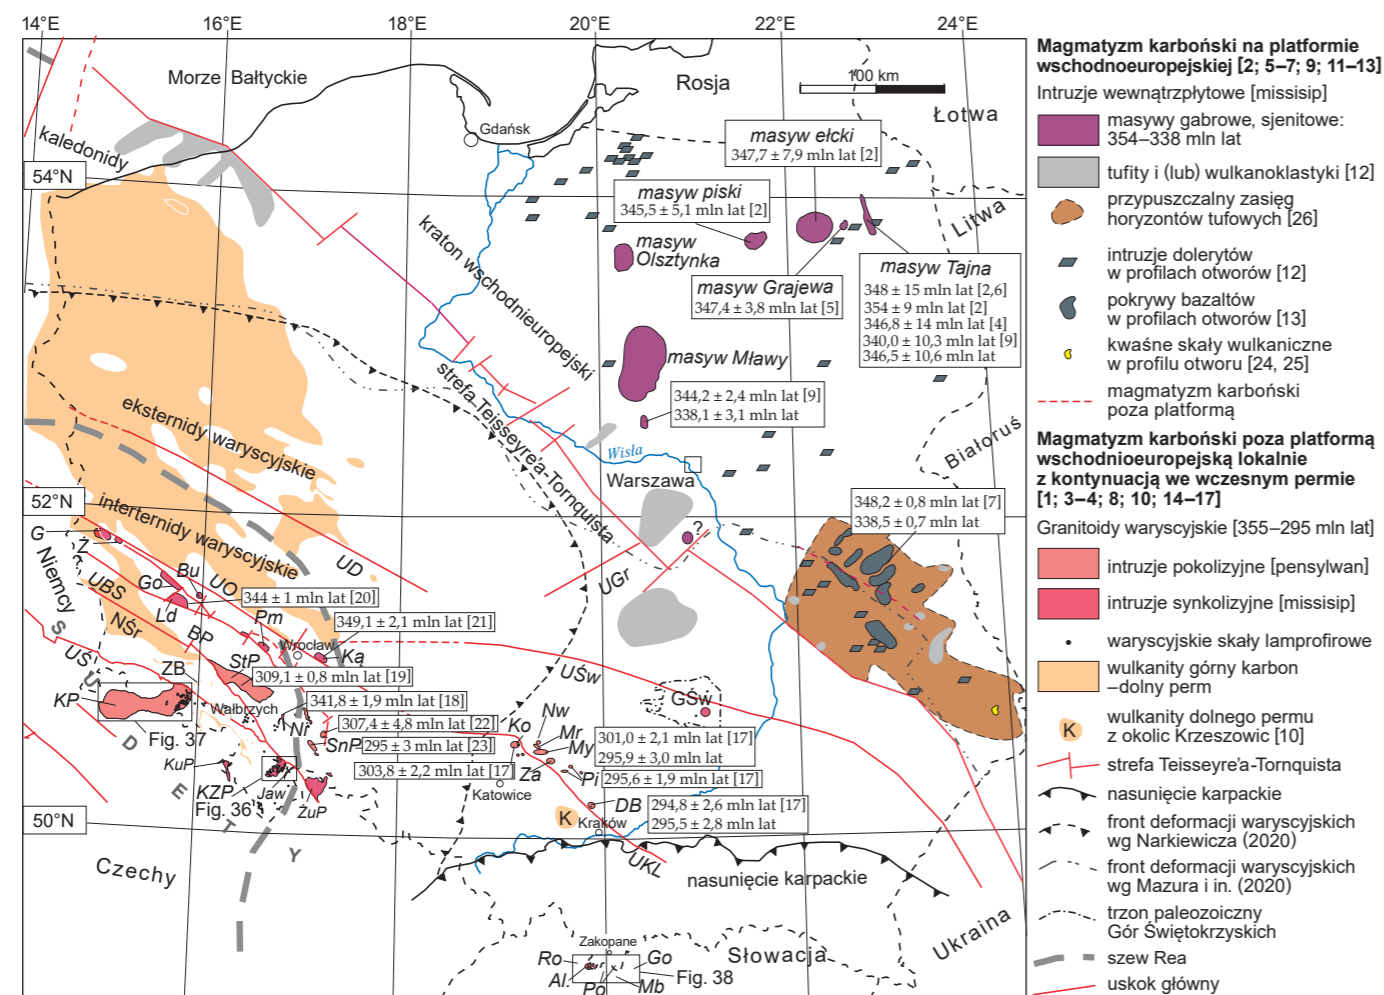 14°E
16°E
18°E
20°E
22°E
24°E
Morze Bałtyckie
Rosja
100 km
Łotwa
Gdańsk
kaledonidy
masyw ełcki
347,7 ± 7,9 mln lat [2]
54°N
masyw piski
345,5 ± 5,1 mln lat [2]
Litwa
kraton wschodnieuropejski
masyw
Olsztynka
masyw Tajna
348 ± 15 mln lat [2,6]
354 ± 9 mln lat [2]
346,8 ± 14 mln lat [4]
340,0 ± 10,3 mln lat [9]
346,5 ± 10,6 mln lat
masyw Grajewa
347,4 ± 3,8 mln lat [5]
masyw Mławy
344,2 ± 2,4 mln lat [9]
338,1 ± 3,1 mln lat
strefa Teisseyre'a-Tornquista
eksternidy waryscyjskie
Białoruś
Wisła
Warszawa
52°N
interternidy waryscyjskie
348,2 ± 0,8 mln lat [7]
338,5 ± 0,7 mln lat
?
G
Ż
Niemcy
UD
UGr
Bu
UO
Go
UBS
Ld
344 ± 1 mln lat [20]
NŚr
BP
Pm
349,1 ± 2,1 mln lat [21]
Wrocław
Ką
UŚ
ZB
StP
309,1 ± 0,8 mln lat [19]
UŚw
GŚw
KP
Wałbrzych
341,8 ± 1,9 mln lat [18]
Nr
307,4 ± 4,8 mln lat [22]
Fig. 37
SnP
295 ± 3 mln lat [23]
Ko
Nw
Mr
My
301,0 ± 2,1 mln lat [17]
295,9 ± 3,0 mln lat
KuP
303,8 ± 2,2 mln lat [17]
Za
Pi
295,6 ± 1,9 mln lat [17]
KZP
Jaw
Katowice
Fig. 36
ŻuP
DB
294,8 ± 2,6 mln lat [17]
295,5 ± 2,8 mln lat
K
Kraków
50°N
S U D E T Y
UKL
Czechy
nasunięcie karpackie
Ukraina
Zakopane
Słowacja
Ro
Go
Al.
Fig. 38
Po
Mb
Magmatyzm karboński na platformie
wschodnoeuropejskiej [2; 5–7; 9; 11–13]
Intruzje wewnątrzpłytowe [missisip]
masywy gabrowe, sjenitowe:
354–338 mln lat
tufity i (lub) wulkanoklastyki [12]
przypuszczalny zasięg
horyzontów tufowych [26]
intruzje dolerytów
w profilach otworów [12]
pokrywy bazaltów
w profilach otworów [13]
kwaśne skały wulkaniczne
w profilu otworu [24, 25]
magmatyzm karboński
poza platformą
Magmatyzm karboński poza platformą
wschodnioeuropejską lokalnie
z kontynuacją we wczesnym permie
[1; 3–4; 8; 10; 14–17]
Granitoidy waryscyjskie [355–295 mln lat]
intruzje pokolizyjne [pensylwan]
intruzje synkolizyjne [missisip]
waryscyjskie skały lamprofirowe
wulkanity górny karbon
–dolny perm
K
wulkanity dolnego permu
z okolic Krzeszowic [10]
strefa Teisseyre'a-Tornquista
nasunięcie karpackie
front deformacji waryscyjskich
wg Narkiewicza (2020)
front deformacji waryscyjskich
wg Mazura i in. (2020)
trzon paleozoiczny
Gór Świętokrzyskich
szew Rea
uskok główny